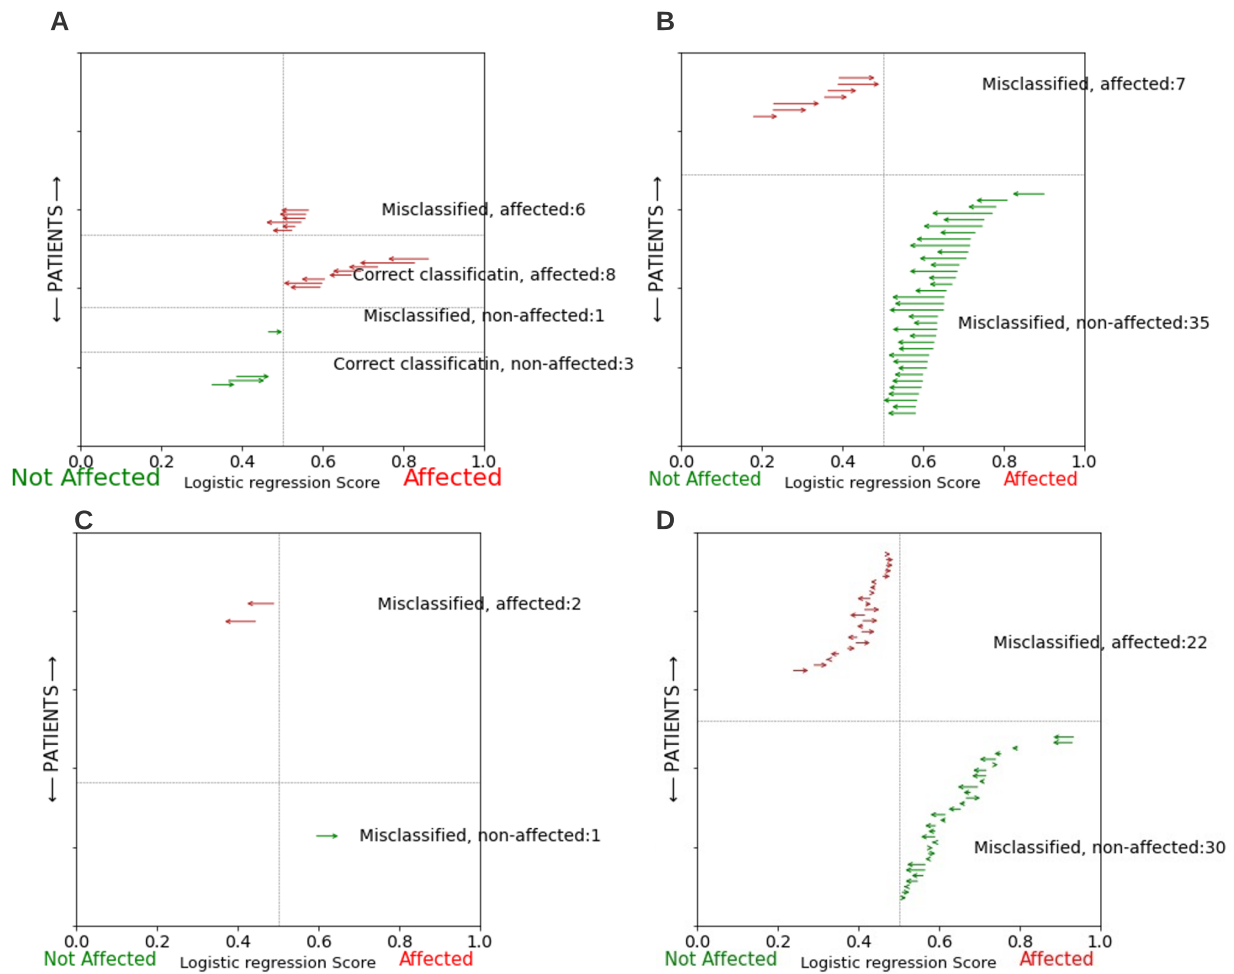 A
Misclassified, affected:6
Correct classificatin, affected:8
Misclassified, non-affected:1
Correct classificatin, non-affected:3
← PATIENTS →
0.0 0.2 0.4 0.6 0.8 1.0
Not Affected Logistic regression Score Affected
B
Misclassified, affected:7
Misclassified, non-affected:35
← PATIENTS →
0.0 0.2 0.4 0.6 0.8 1.0
Not Affected Logistic regression Score Affected
C
Misclassified, affected:2
Misclassified, non-affected:1
← PATIENTS →
0.0 0.2 0.4 0.6 0.8 1.0
Not Affected Logistic regression Score Affected
D
Misclassified, affected:22
Misclassified, non-affected:30
← PATIENTS →
0.0 0.2 0.4 0.6 0.8 1.0
Not Affected Logistic regression Score Affected